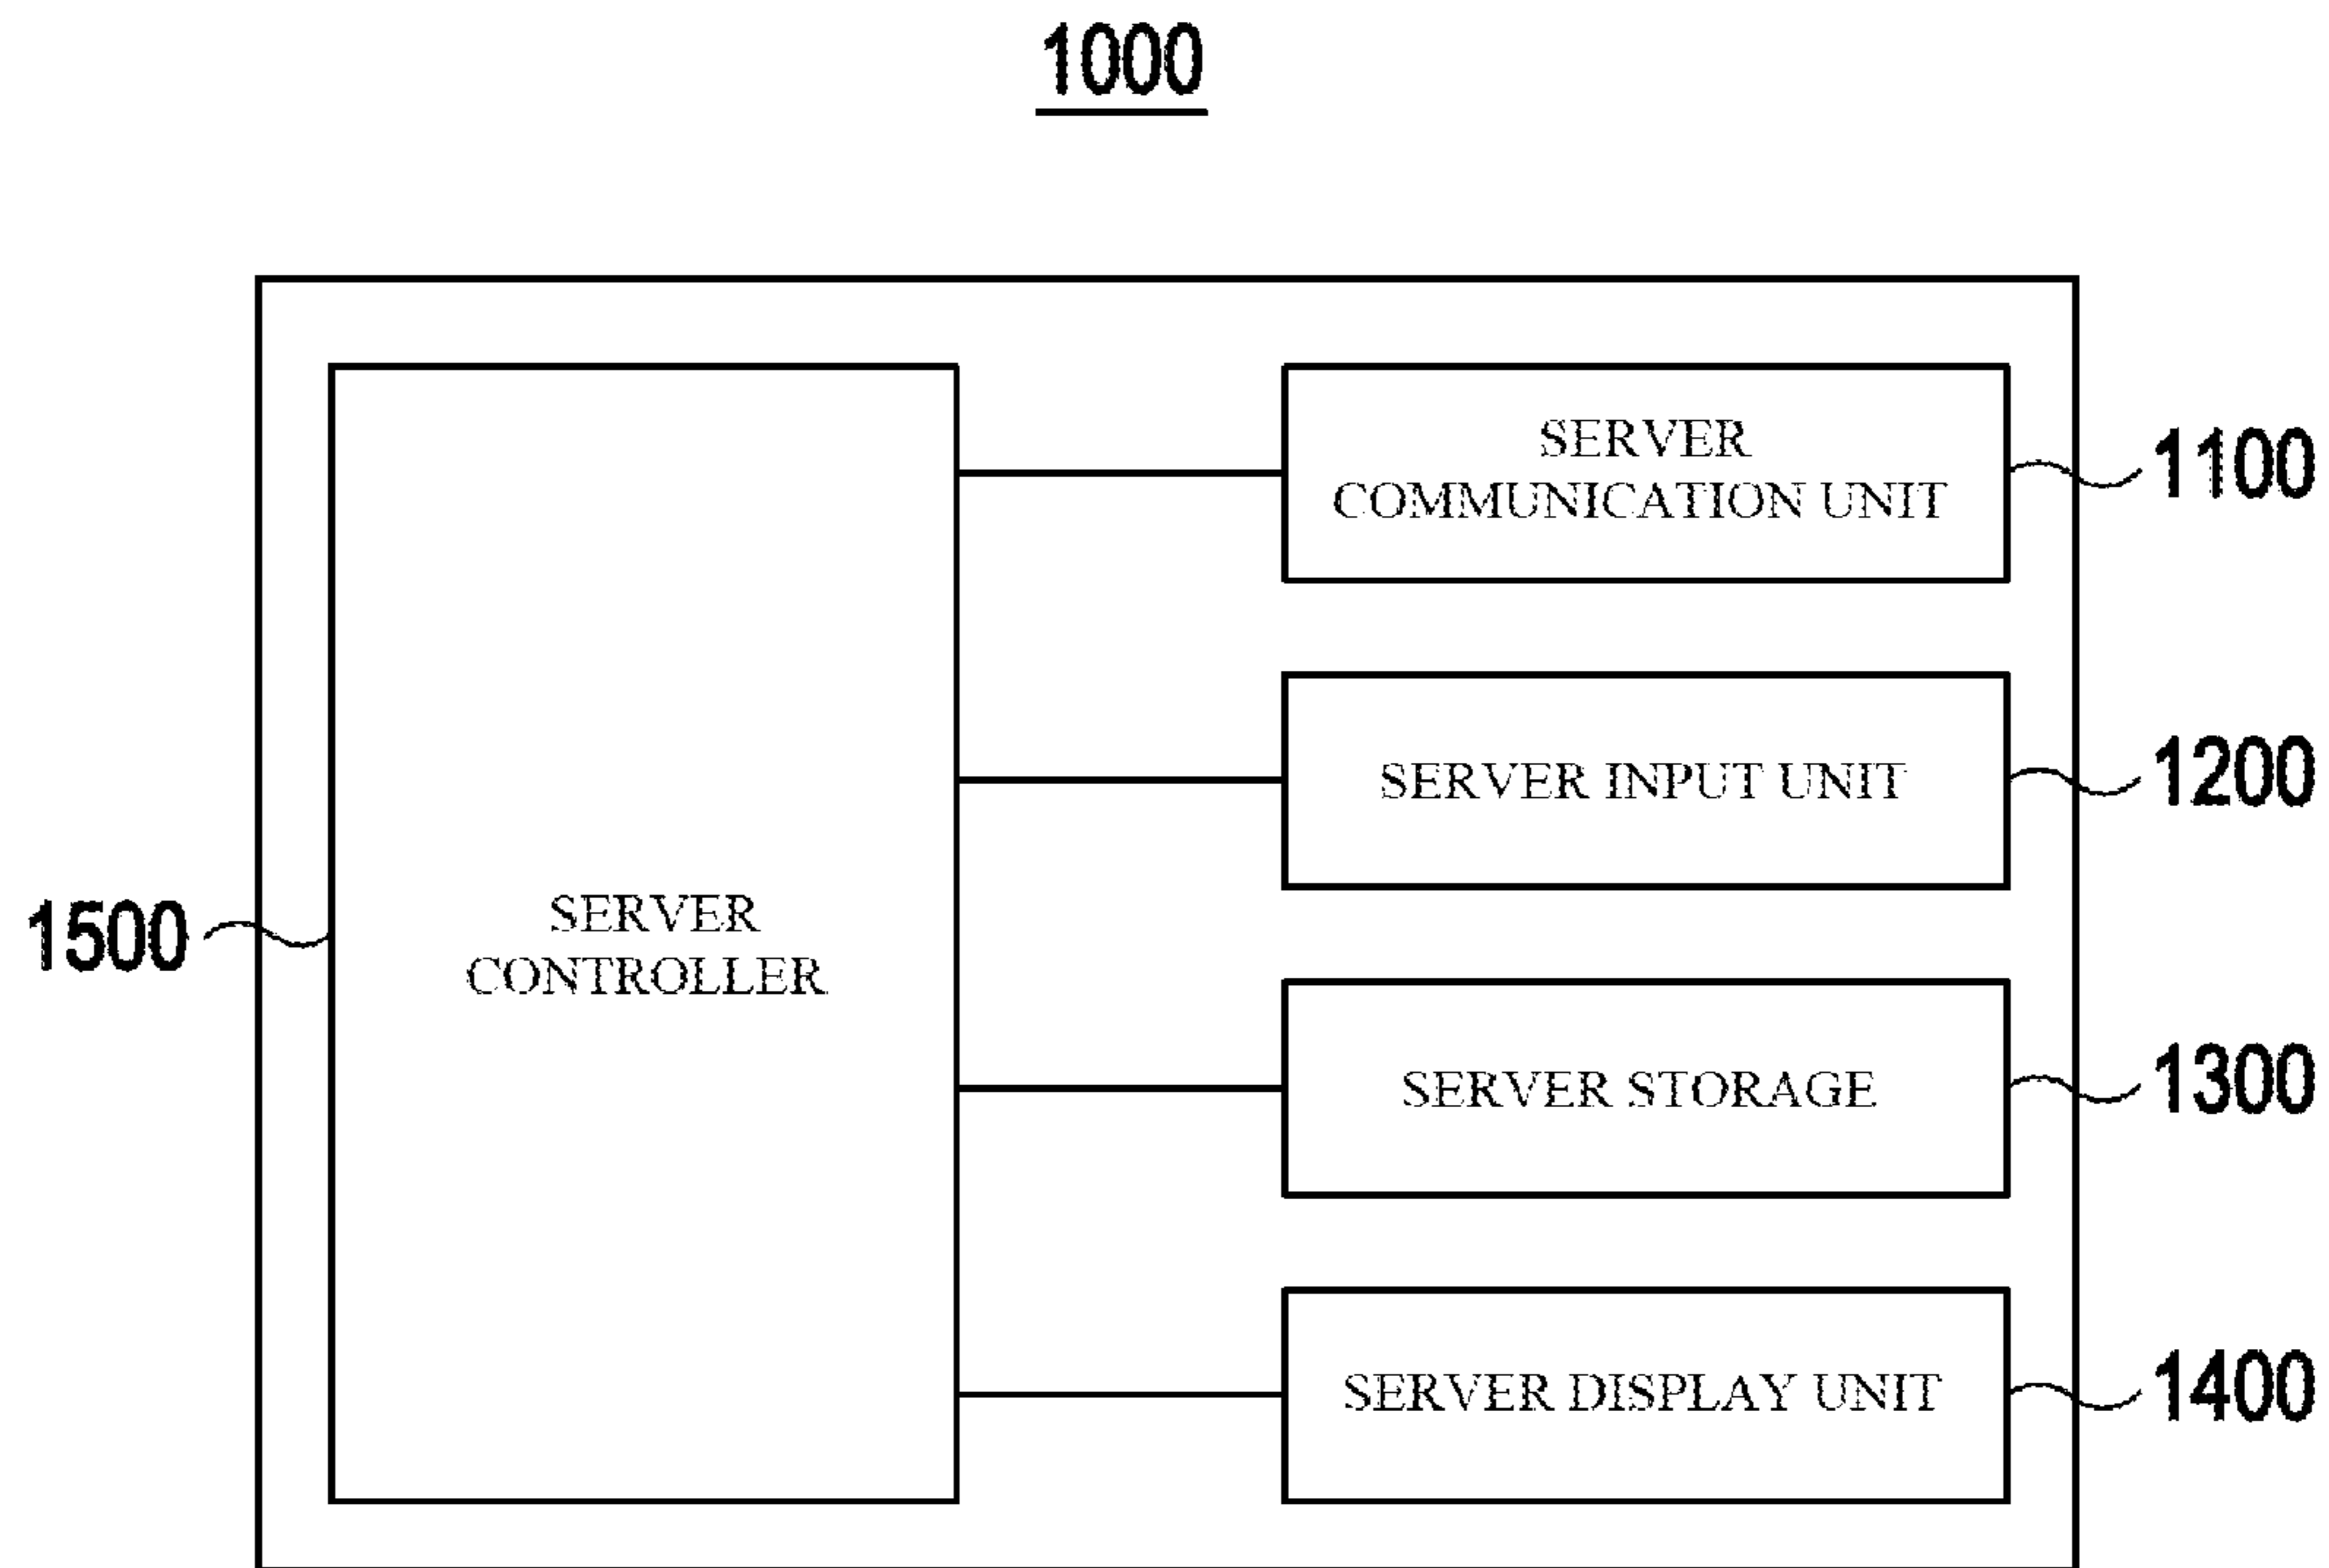 1000
SERVER
COMMUNICATION UNIT
1100
SERVER INPUT UNIT
1200
1500
SERVER
CONTROLLER
SERVER STORAGE
1300
SERVER DISPLAY UNIT
1400